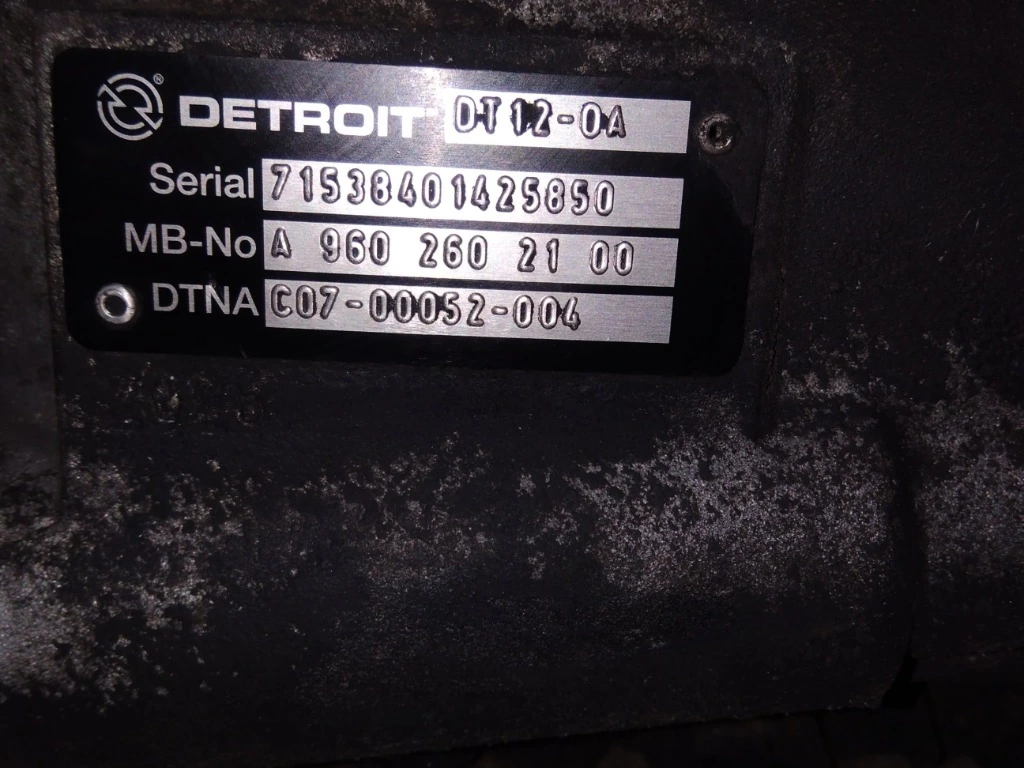 DETROIT DT12-OA
Serial 71538401425850
MB-No A 960 260 21 00
DTNA C07-00052-004